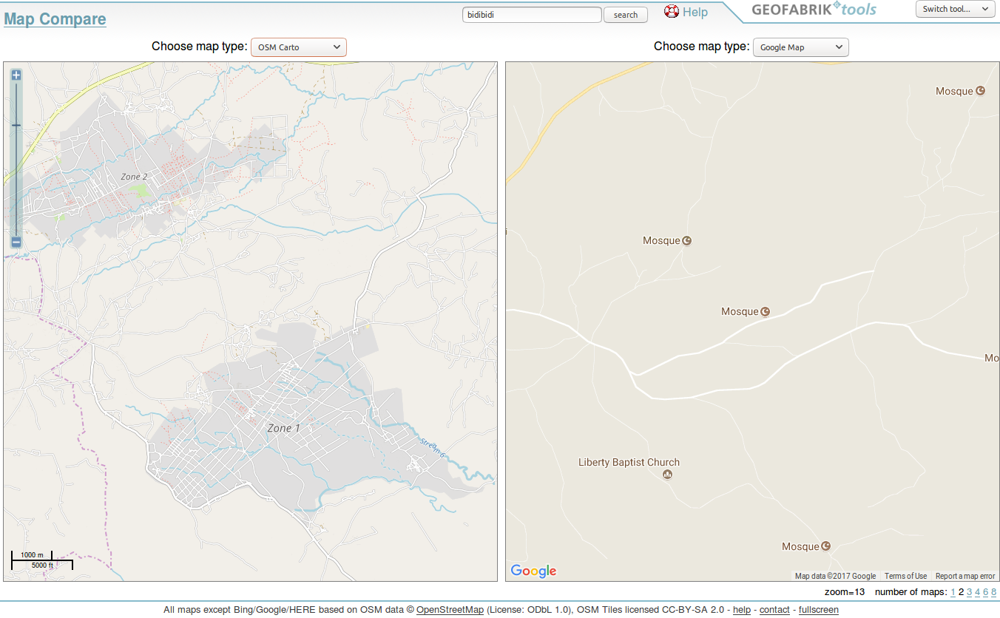 Map Compare
bidibidi
search
Help
GEOFABRIK tools
Switch tool...
Choose map type: OSM Carto
Choose map type: Google Map
Zone 2
Zone 1
Stream 6
1000 m
5000 ft
Mosque
Mosque
Mosque
Mo
Liberty Baptist Church
Mosque
Google
Map data ©2017 Google Terms of Use Report a map error
zoom=13 number of maps: 1 2 3 4 6 8
All maps except Bing/Google/HERE based on OSM data © OpenStreetMap (License: ODbL 1.0), OSM Tiles licensed CC-BY-SA 2.0 - help - contact - fullscreen